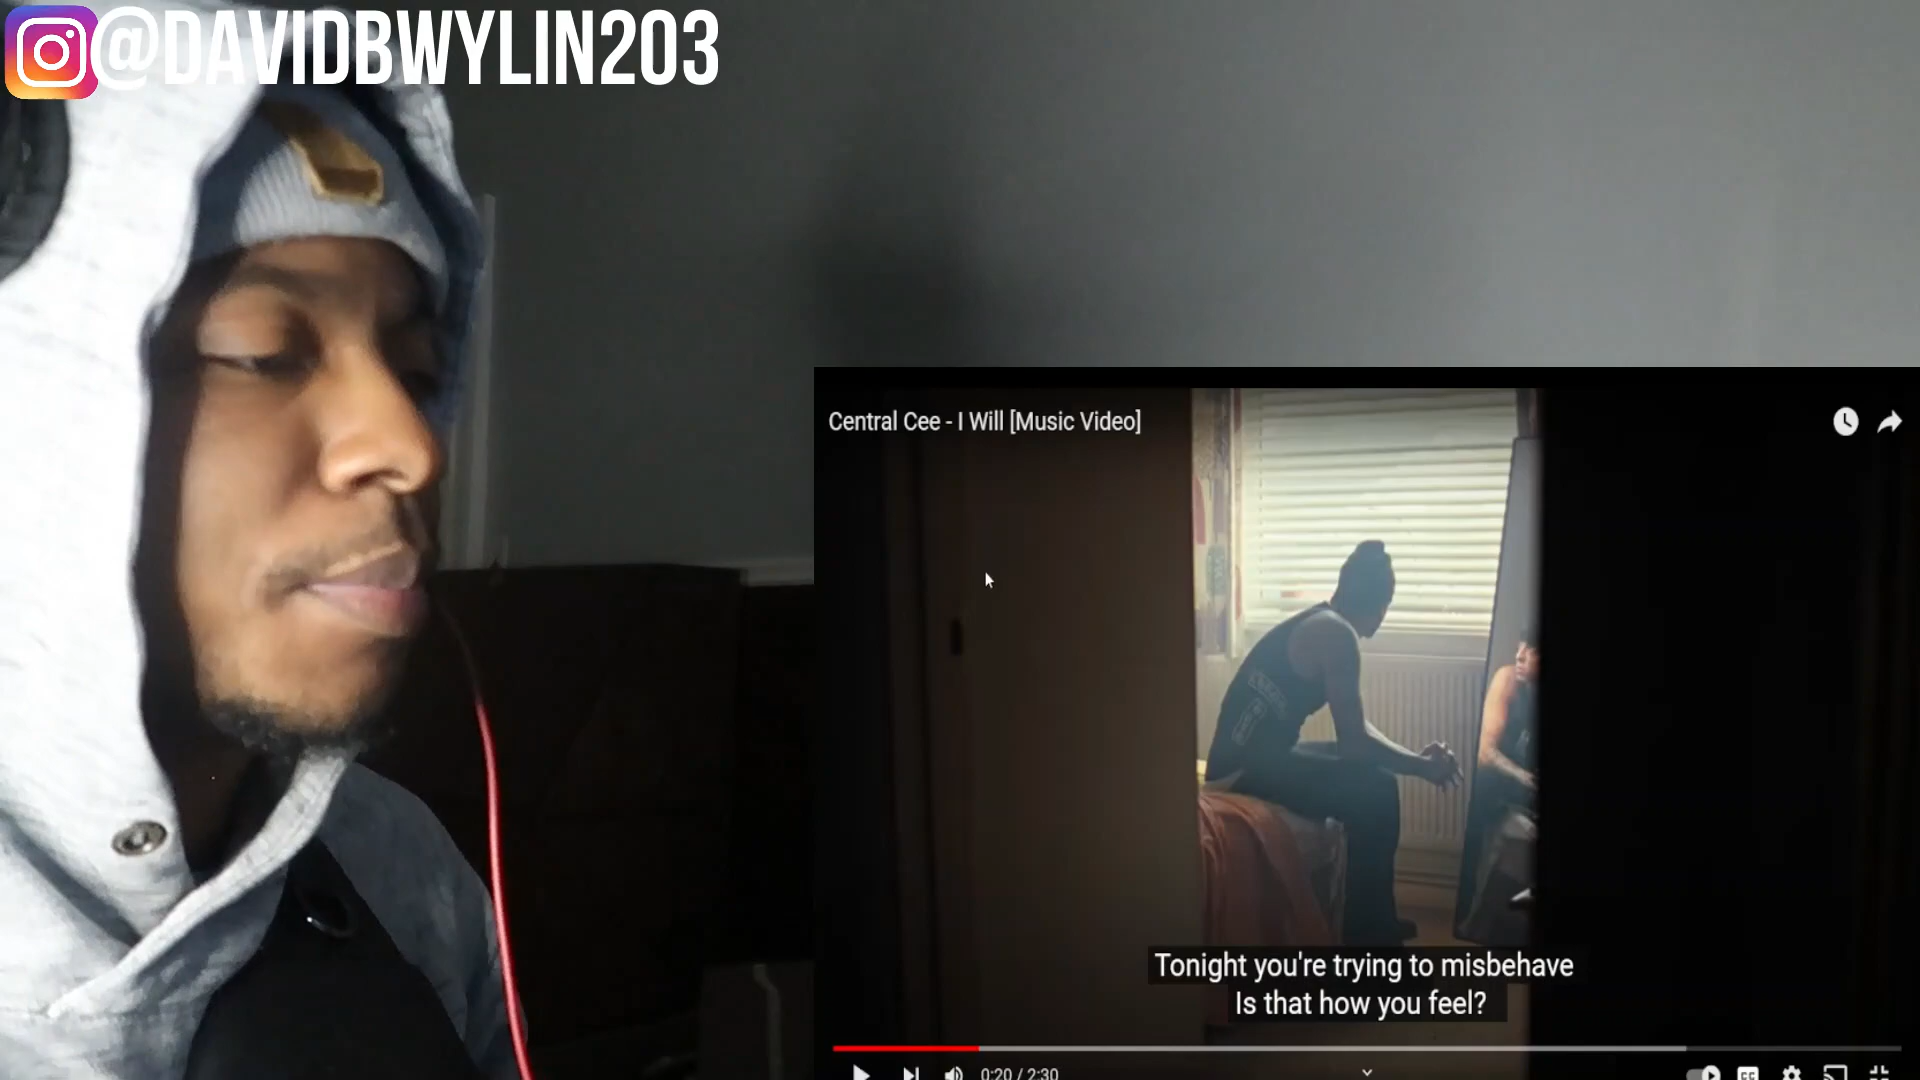 @DAVIDBWYLIN203
Central Cee - I Will [Music Video]
Tonight you're trying to misbehave
Is that how you feel?
0:20 / 2:30
CC